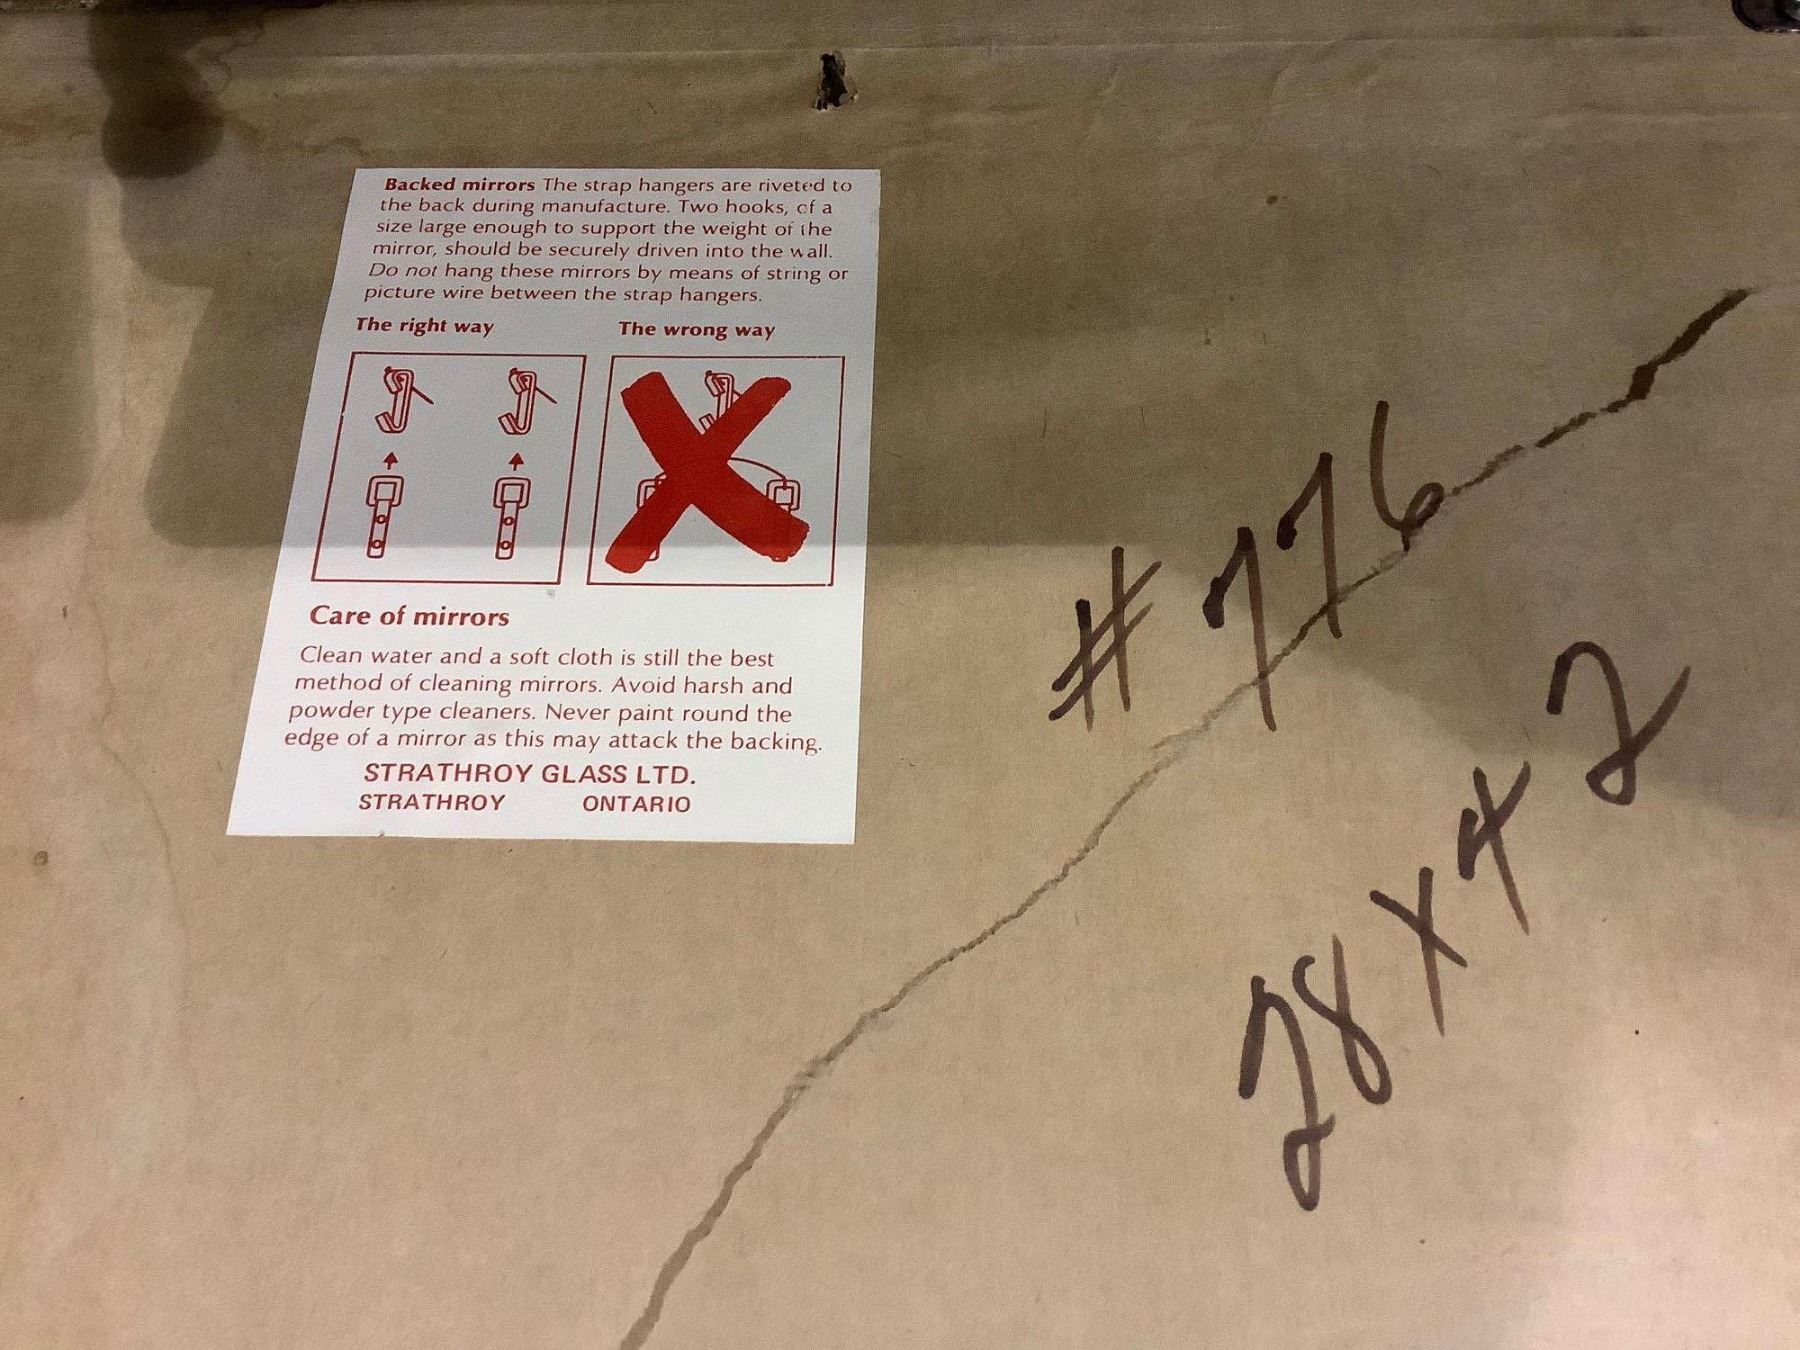 Backed mirrors The strap hangers are riveted to
the back during manufacture. Two hooks, of a
size large enough to support the weight of the
mirror, should be securely driven into the wall.
Do not hang these mirrors by means of string or
picture wire between the strap hangers.
The right way
The wrong way
Care of mirrors
Clean water and a soft cloth is still the best
method of cleaning mirrors. Avoid harsh and
powder type cleaners. Never paint round the
edge of a mirror as this may attack the backing.
STRATHROY GLASS LTD.
STRATHROY ONTARIO
#776
28 x 42